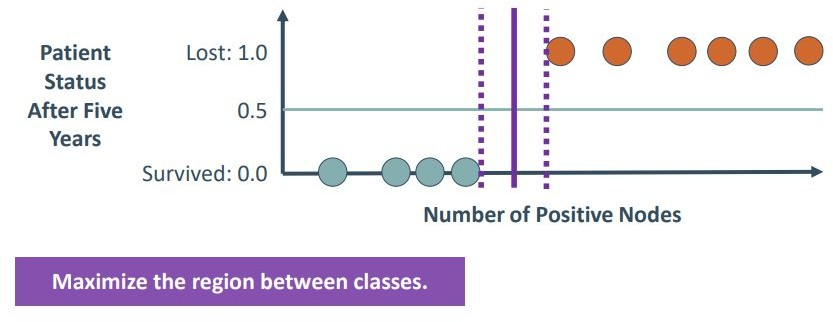 Patient
Status
After Five
Years
Lost: 1.0
0.5
Survived: 0.0
Number of Positive Nodes
Maximize the region between classes.